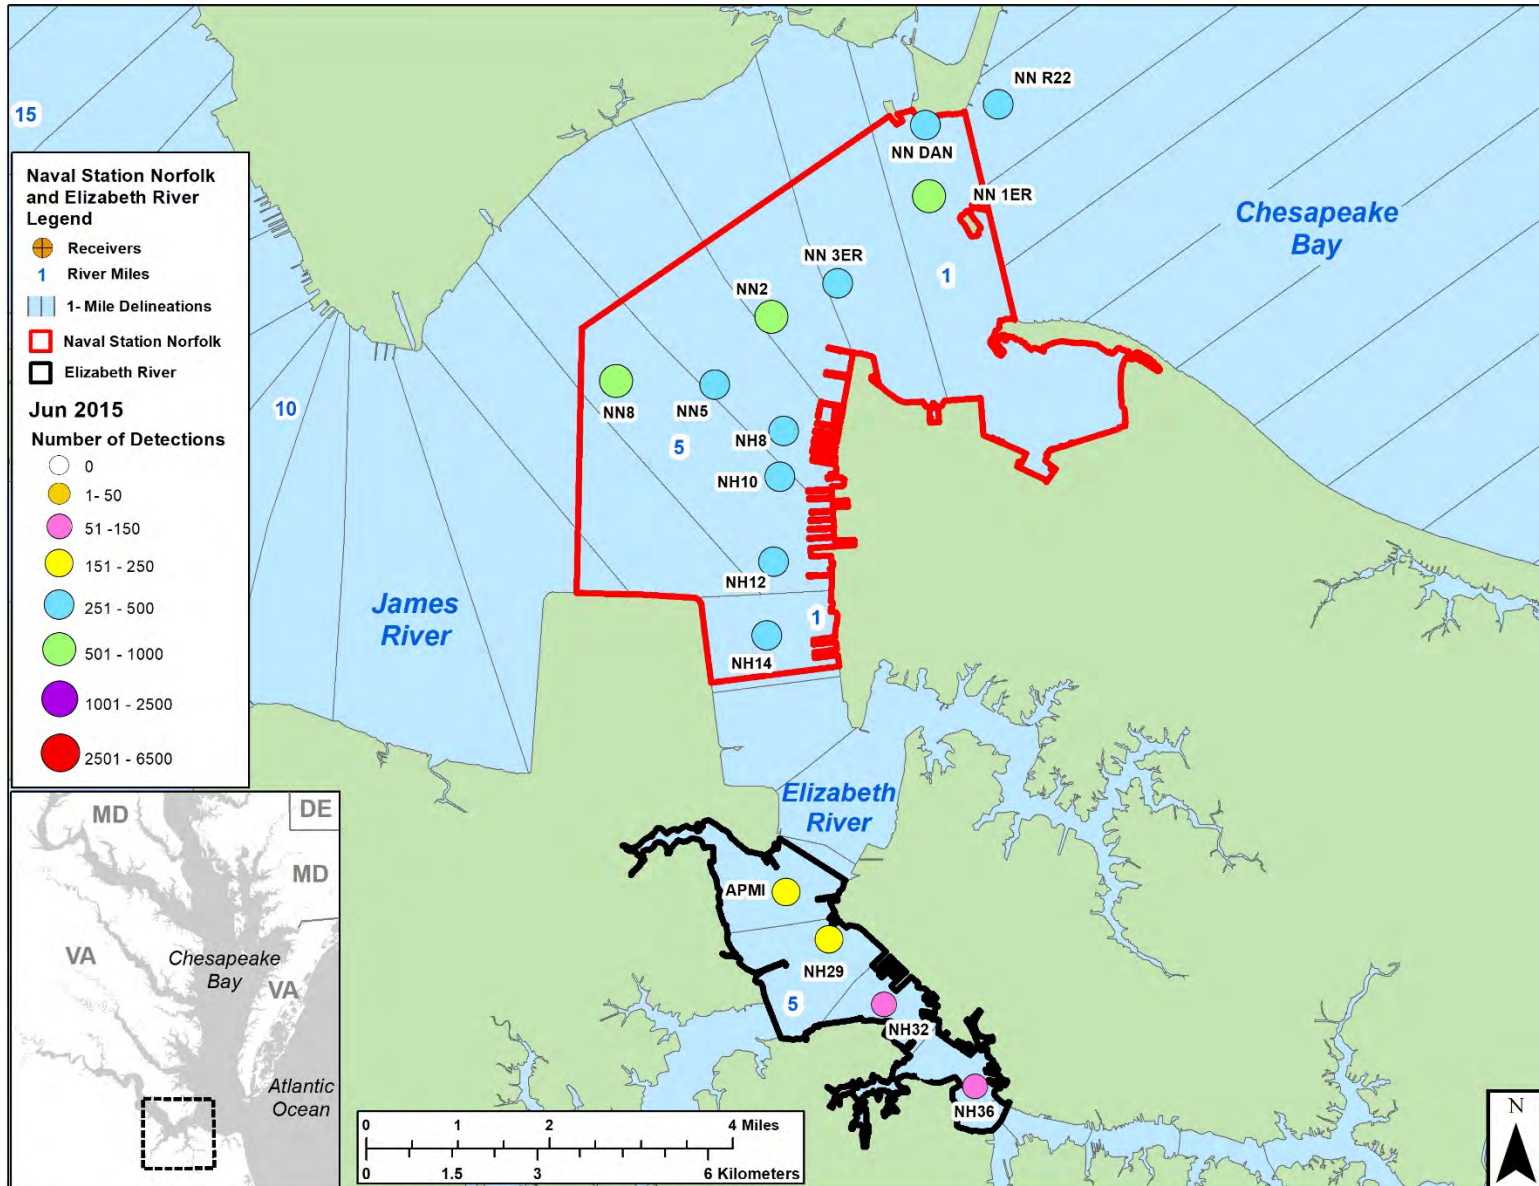 NN R22
15
NN DAN
Naval Station Norfolk
and Elizabeth River
Legend
Receivers
1 River Miles
1- Mile Delineations
Naval Station Norfolk
Elizabeth River
Jun 2015
Number of Detections
0
1- 50
51 -150
151 - 250
251 - 500
501 - 1000
1001 - 2500
2501 - 6500
NN 1ER
Chesapeake
Bay
NN 3ER
1
NN2
NN8
NN5
10
NH8
5
NH10
NH12
James
River
1
NH14
Elizabeth
River
APMI
NH29
5
NH32
NH36
MD
DE
MD
VA
Chesapeake
Bay
VA
Atlantic
Ocean
0 1 2 4 Miles
0 1.5 3 6 Kilometers
N